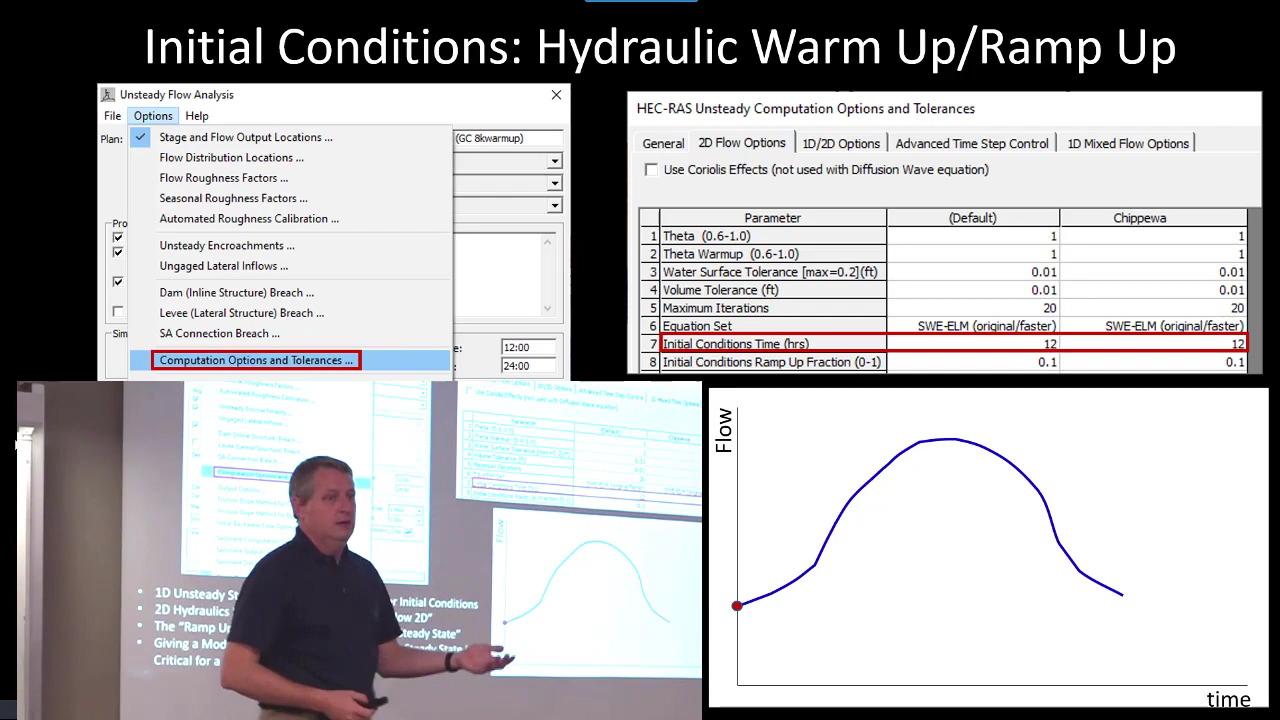 Initial Conditions: Hydraulic Warm Up/Ramp Up
Unsteady Flow Analysis
File Options Help
Plan: (GC 8kwarmup)
Stage and Flow Output Locations ...
Flow Distribution Locations ...
Flow Roughness Factors ...
Seasonal Roughness Factors ...
Automated Roughness Calibration ...
Unsteady Encroachments ...
Ungaged Lateral Inflows ...
Dam (Inline Structure) Breach ...
Levee (Lateral Structure) Breach ...
SA Connection Breach ...
Computation Options and Tolerances ...
12:00
24:00
HEC-RAS Unsteady Computation Options and Tolerances
General 2D Flow Options 1D/2D Options Advanced Time Step Control 1D Mixed Flow Options
Use Coriolis Effects (not used with Diffusion Wave equation)
Parameter (Default) Chippewa
1 Theta (0.6-1.0) 1 1
2 Theta Warmup (0.6-1.0) 1 1
3 Water Surface Tolerance [max=0.2](ft) 0.01 0.01
4 Volume Tolerance (ft) 0.01 0.01
5 Maximum Iterations 20 20
6 Equation Set SWE-ELM (original/faster) SWE-ELM (original/faster)
7 Initial Conditions Time (hrs) 12 12
8 Initial Conditions Ramp Up Fraction (0-1) 0.1 0.1
• 1D Unsteady r Initial Conditions
• 2D Hydraulics 2D"
• The "Ramp teady State"
• Giving a
Critical for a
Flow
time